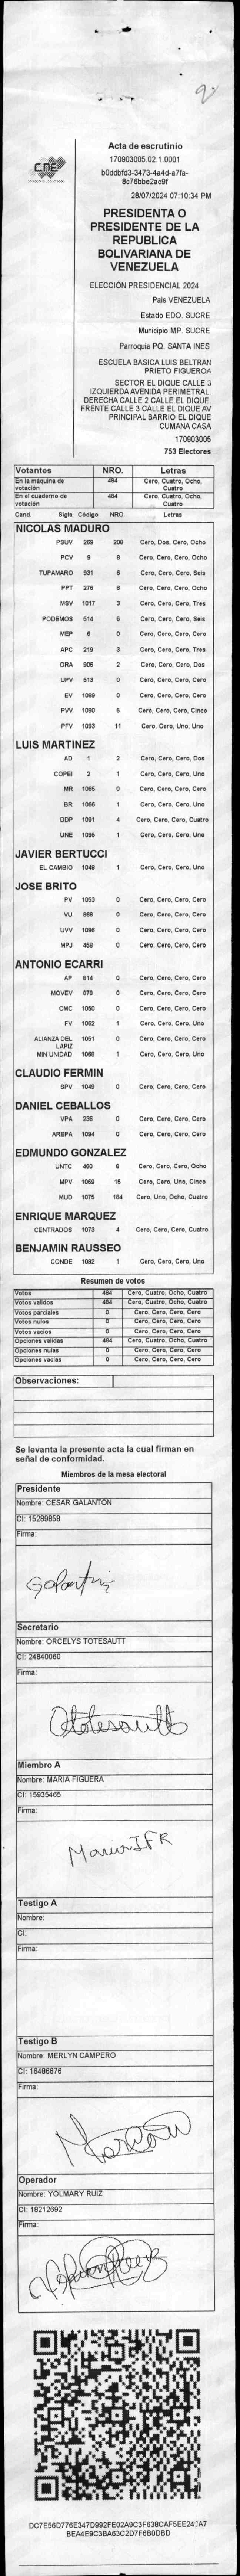 CNE
Acta de escrutinio
170903005.02.1.0001
b0ddbfd3-3473-4a4d-a7fa-
8c76bbe2ac9f
28/07/2024 07:10:34 PM
PRESIDENTA O
PRESIDENTE DE LA
REPUBLICA
BOLIVARIANA DE
VENEZUELA
ELECCIÓN PRESIDENCIAL 2024
Pais VENEZUELA
Estado EDO. SUCRE
Municipio MP. SUCRE
Parroquia PQ. SANTA INES
ESCUELA BASICA LUIS BELTRAN
PRIETO FIGUEROA
SECTOR EL DIQUE CALLE 3
IZQUIERDA AVENIDA PERIMETRAL.
DERECHA CALLE 2 CALLE EL DIQUE.
FRENTE CALLE 3 CALLE EL DIQUE AV
PRINCIPAL BARRIO EL DIQUE
CUMANA CASA
170903005
753 Electores
Votantes NRO. Letras
En la máquina de votación 484 Cero, Cuatro, Ocho, Cuatro
En el cuaderno de votación 484 Cero, Cuatro, Ocho, Cuatro
Cand. Sigla Código NRO. Letras
NICOLAS MADURO
PSUV 269 208 Cero, Dos, Cero, Ocho
PCV 9 8 Cero, Cero, Cero, Ocho
TUPAMARO 931 6 Cero, Cero, Cero, Seis
PPT 276 8 Cero, Cero, Cero, Ocho
MSV 1017 3 Cero, Cero, Cero, Tres
PODEMOS 514 6 Cero, Cero, Cero, Seis
MEP 6 0 Cero, Cero, Cero, Cero
APC 219 3 Cero, Cero, Cero, Tres
ORA 906 2 Cero, Cero, Cero, Dos
UPV 513 0 Cero, Cero, Cero, Cero
EV 1089 0 Cero, Cero, Cero, Cero
PVV 1090 5 Cero, Cero, Cero, Cinco
PFV 1093 11 Cero, Cero, Uno, Uno
LUIS MARTINEZ
AD 1 2 Cero, Cero, Cero, Dos
COPEI 2 1 Cero, Cero, Cero, Uno
MR 1065 0 Cero, Cero, Cero, Cero
BR 1066 1 Cero, Cero, Cero, Uno
DDP 1091 4 Cero, Cero, Cero, Cuatro
UNE 1095 1 Cero, Cero, Cero, Uno
JAVIER BERTUCCI
EL CAMBIO 1048 1 Cero, Cero, Cero, Uno
JOSE BRITO
PV 1053 0 Cero, Cero, Cero, Cero
VU 868 0 Cero, Cero, Cero, Cero
UVV 1096 0 Cero, Cero, Cero, Cero
MPJ 458 0 Cero, Cero, Cero, Cero
ANTONIO ECARRI
AP 814 0 Cero, Cero, Cero, Cero
MOVEV 878 0 Cero, Cero, Cero, Cero
CMC 1050 0 Cero, Cero, Cero, Cero
FV 1062 1 Cero, Cero, Cero, Uno
ALIANZA DEL LAPIZ 1051 0 Cero, Cero, Cero, Cero
MIN UNIDAD 1068 1 Cero, Cero, Cero, Uno
CLAUDIO FERMIN
SPV 1049 0 Cero, Cero, Cero, Cero
DANIEL CEBALLOS
VPA 236 0 Cero, Cero, Cero, Cero
AREPA 1094 0 Cero, Cero, Cero, Cero
EDMUNDO GONZALEZ
UNTC 460 8 Cero, Cero, Cero, Ocho
MPV 1069 15 Cero, Cero, Uno, Cinco
MUD 1075 184 Cero, Uno, Ocho, Cuatro
ENRIQUE MARQUEZ
CENTRADOS 1073 4 Cero, Cero, Cero, Cuatro
BENJAMIN RAUSSEO
CONDE 1092 1 Cero, Cero, Cero, Uno
Resumen de votos
Votos 484 Cero, Cuatro, Ocho, Cuatro
Votos validos 484 Cero, Cuatro, Ocho, Cuatro
Votos parciales 0 Cero, Cero, Cero, Cero
Votos nulos 0 Cero, Cero, Cero, Cero
Votos vacios 0 Cero, Cero, Cero, Cero
Opciones validas 484 Cero, Cuatro, Ocho, Cuatro
Opciones nulas 0 Cero, Cero, Cero, Cero
Opciones vacias 0 Cero, Cero, Cero, Cero
Observaciones:
Se levanta la presente acta la cual firman en
señal de conformidad.
Miembros de la mesa electoral
Presidente
Nombre: CESAR GALANTON
CI: 15289858
Firma:
Galanton
Secretario
Nombre: ORCELYS TOTESAUTT
CI: 24840060
Firma:
Ototesautt
Miembro A
Nombre: MARIA FIGUERA
CI: 15935465
Firma:
Testigo A
Nombre:
CI:
Firma:
Testigo B
Nombre: MERLYN CAMPERO
CI: 16486676
Firma:
Operador
Nombre: YOLMARY RUIZ
CI: 18212692
Firma: